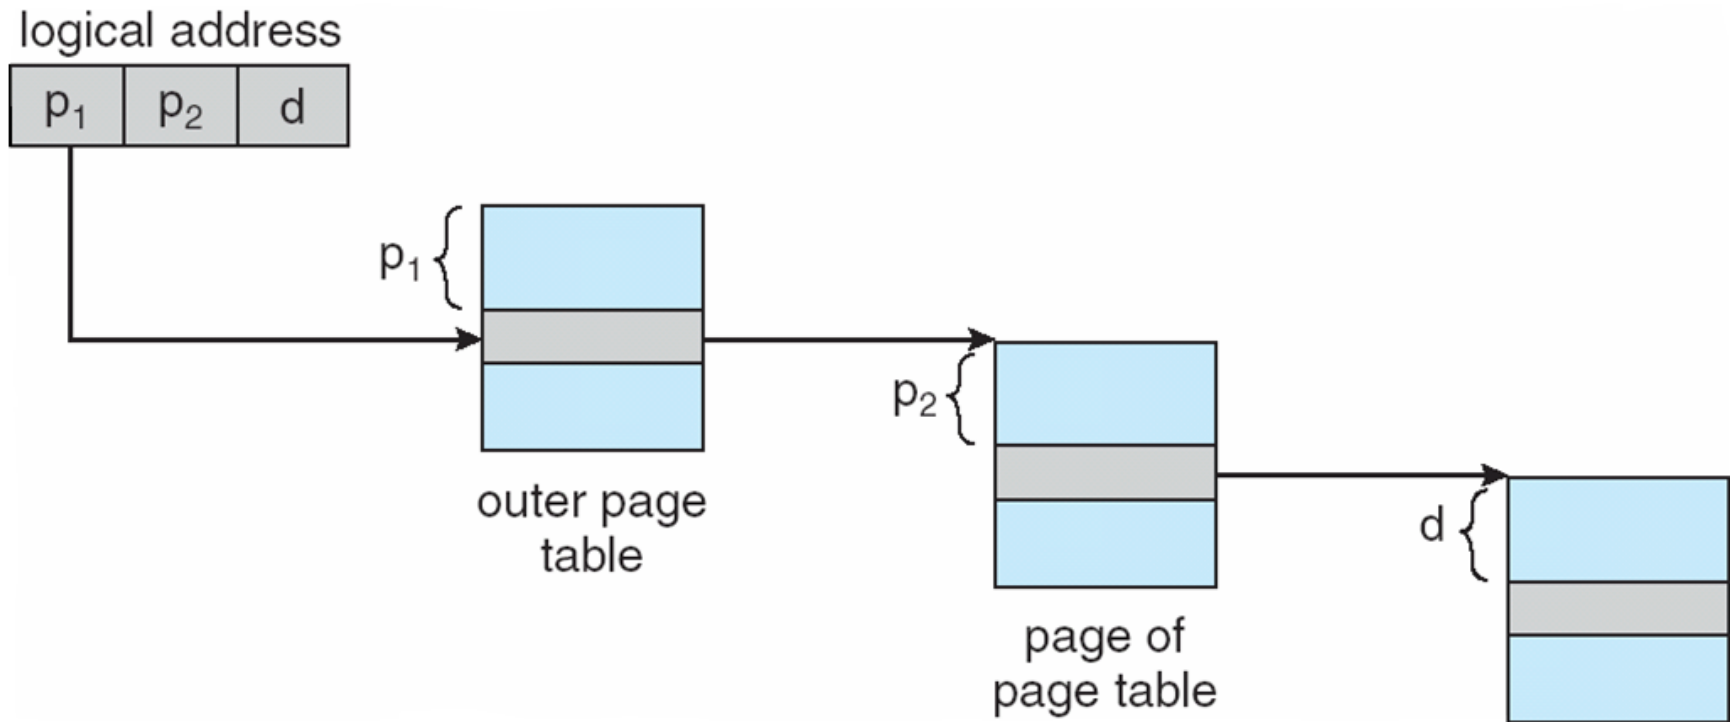 logical address
p₁ p₂ d
p₁
outer page
table
p₂
page of
page table
d